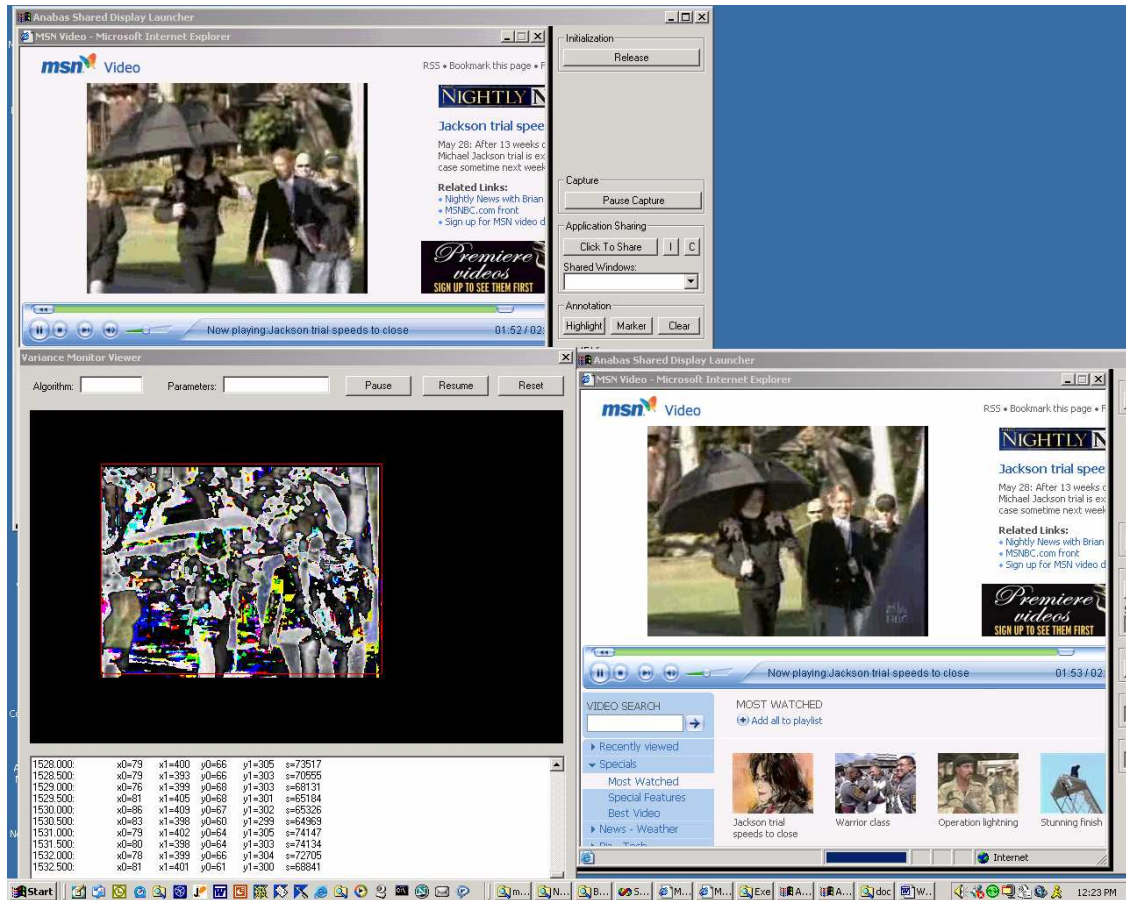 Anabas Shared Display Launcher
MSN Video - Microsoft Internet Explorer
msn Video
RSS • Bookmark this page • F
NIGHTLY N
Jackson trial spee
May 28: After 13 weeks c
Michael Jackson trial is ex
case sometime next week
Related Links:
• Nightly News with Brian
• MSNBC.com front
• Sign up for MSN video d
Premiere
videos
SIGN UP TO SEE THEM FIRST
Now playing:Jackson trial speeds to close 01:52 / 02:
Initialization
Release
Capture
Pause Capture
Application Sharing
Click To Share I C
Shared Windows:
Annotation
Highlight Marker Clear
Variance Monitor Viewer
Algorithm: Parameters: Pause Resume Reset
1528.000: x0=79 x1=400 y0=66 y1=305 s=73517
1528.500: x0=79 x1=393 y0=66 y1=303 s=70555
1529.000: x0=76 x1=399 y0=68 y1=303 s=68131
1529.500: x0=81 x1=405 y0=68 y1=301 s=65184
1530.000: x0=86 x1=409 y0=67 y1=302 s=65326
1530.500: x0=83 x1=398 y0=60 y1=299 s=64969
1531.000: x0=79 x1=402 y0=64 y1=305 s=74147
1531.500: x0=80 x1=398 y0=64 y1=303 s=74134
1532.000: x0=78 x1=399 y0=66 y1=304 s=72705
1532.500: x0=81 x1=401 y0=61 y1=300 s=68841
Anabas Shared Display Launcher
MSN Video - Microsoft Internet Explorer
msn Video
RSS • Bookmark this page • F
NIGHTLY N
Jackson trial spee
May 28: After 13 weeks c
Michael Jackson trial is ex
case sometime next week
Related Links:
• Nightly News with Brian
• MSNBC.com front
• Sign up for MSN video d
Premiere
videos
SIGN UP TO SEE THEM FIRST
Now playing:Jackson trial speeds to close 01:53 / 02:
VIDEO SEARCH
Recently viewed
Specials
Most Watched
Special Features
Best Video
News - Weather
MOST WATCHED
Add all to playlist
Jackson trial
speeds to close
Warrior class
Operation lightning
Stunning finish
Internet
Start m... N... B... S... M... M... Exe A... A... doc W... 12:23 PM